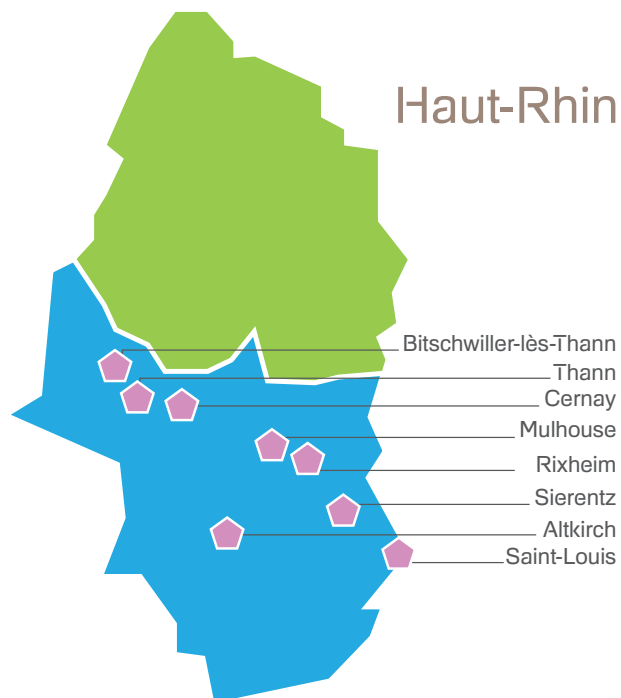 Haut-Rhin
Bitschwiller-lès-Thann
Thann
Cernay
Mulhouse
Rixheim
Sierentz
Altkirch
Saint-Louis